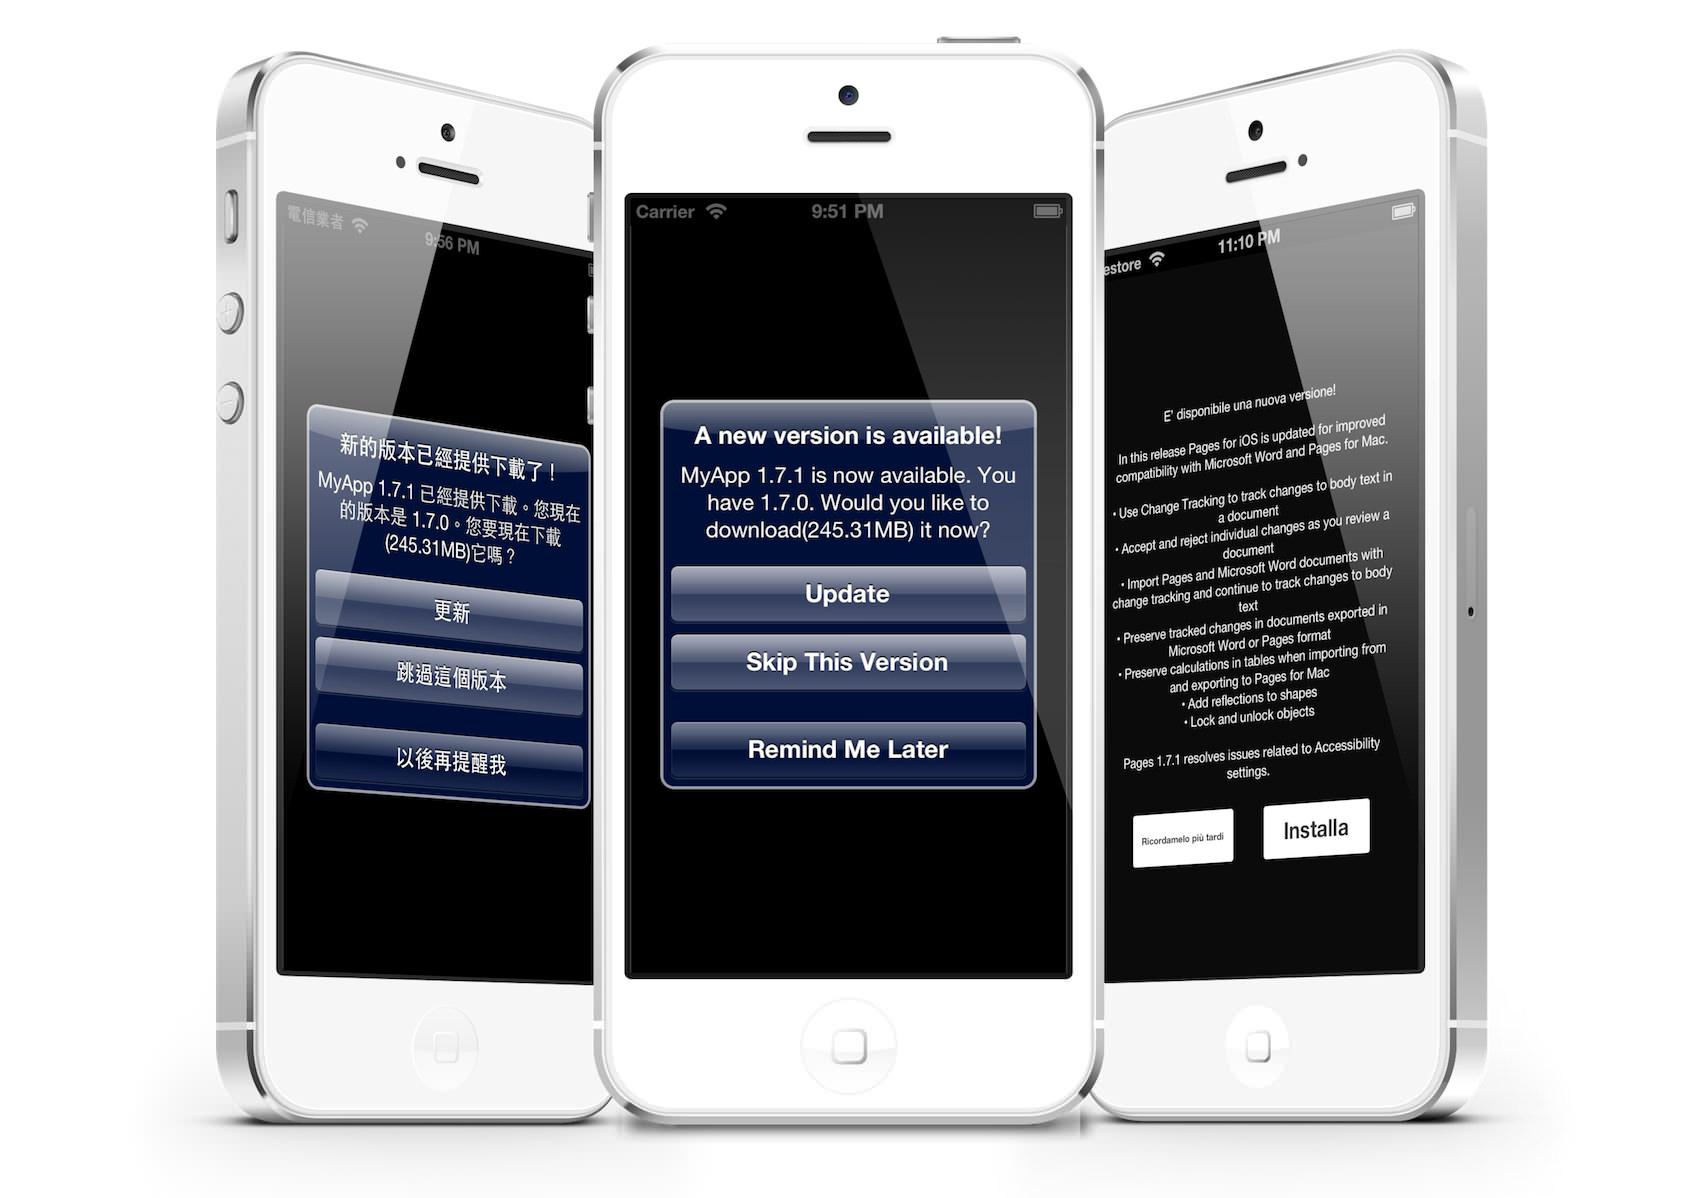 電信業者
9:56 PM
新的版本已經提供下載了！
MyApp 1.7.1 已經提供下載。您現在
的版本是 1.7.0。您要現在下載
(245.31MB)它嗎？
更新
跳過這個版本
以後再提醒我
Carrier
9:51 PM
A new version is available!
MyApp 1.7.1 is now available. You
have 1.7.0. Would you like to
download(245.31MB) it now?
Update
Skip This Version
Remind Me Later
estore
11:10 PM
E' disponibile una nuova versione!
In this release Pages for iOS is updated for improved
compatibility with Microsoft Word and Pages for Mac.
• Use Change Tracking to track changes to body text in
a document
• Accept and reject individual changes as you review a
document
• Import Pages and Microsoft Word documents with
change tracking and continue to track changes to body
text
• Preserve tracked changes in documents exported in
Microsoft Word or Pages format
• Preserve calculations in tables when importing from
and exporting to Pages for Mac
• Add reflections to shapes
• Lock and unlock objects
Pages 1.7.1 resolves issues related to Accessibility
settings.
Ricordamelo più tardi
Installa